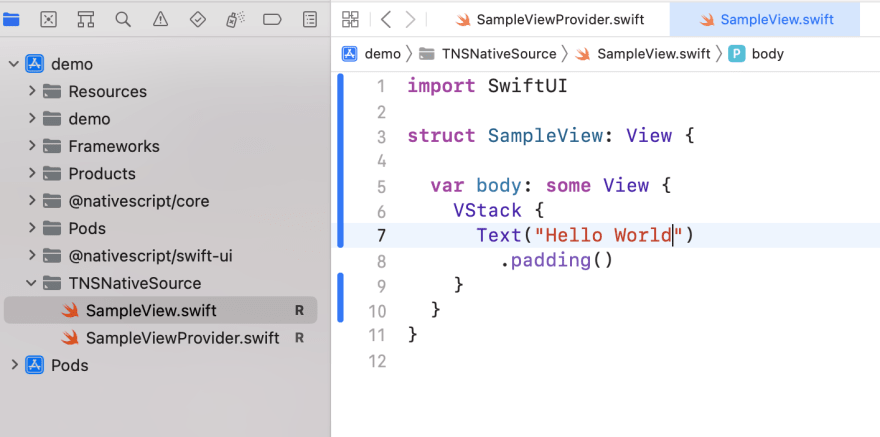 SampleViewProvider.swift
SampleView.swift
demo
Resources
demo
Frameworks
Products
@nativescript/core
Pods
@nativescript/swift-ui
TNSNativeSource
SampleView.swift R
SampleViewProvider.swift R
Pods
demo TNSNativeSource SampleView.swift P body
1 import SwiftUI
2
3 struct SampleView: View {
4
5   var body: some View {
6     VStack {
7       Text("Hello World")
8         .padding()
9     }
10   }
11 }
12